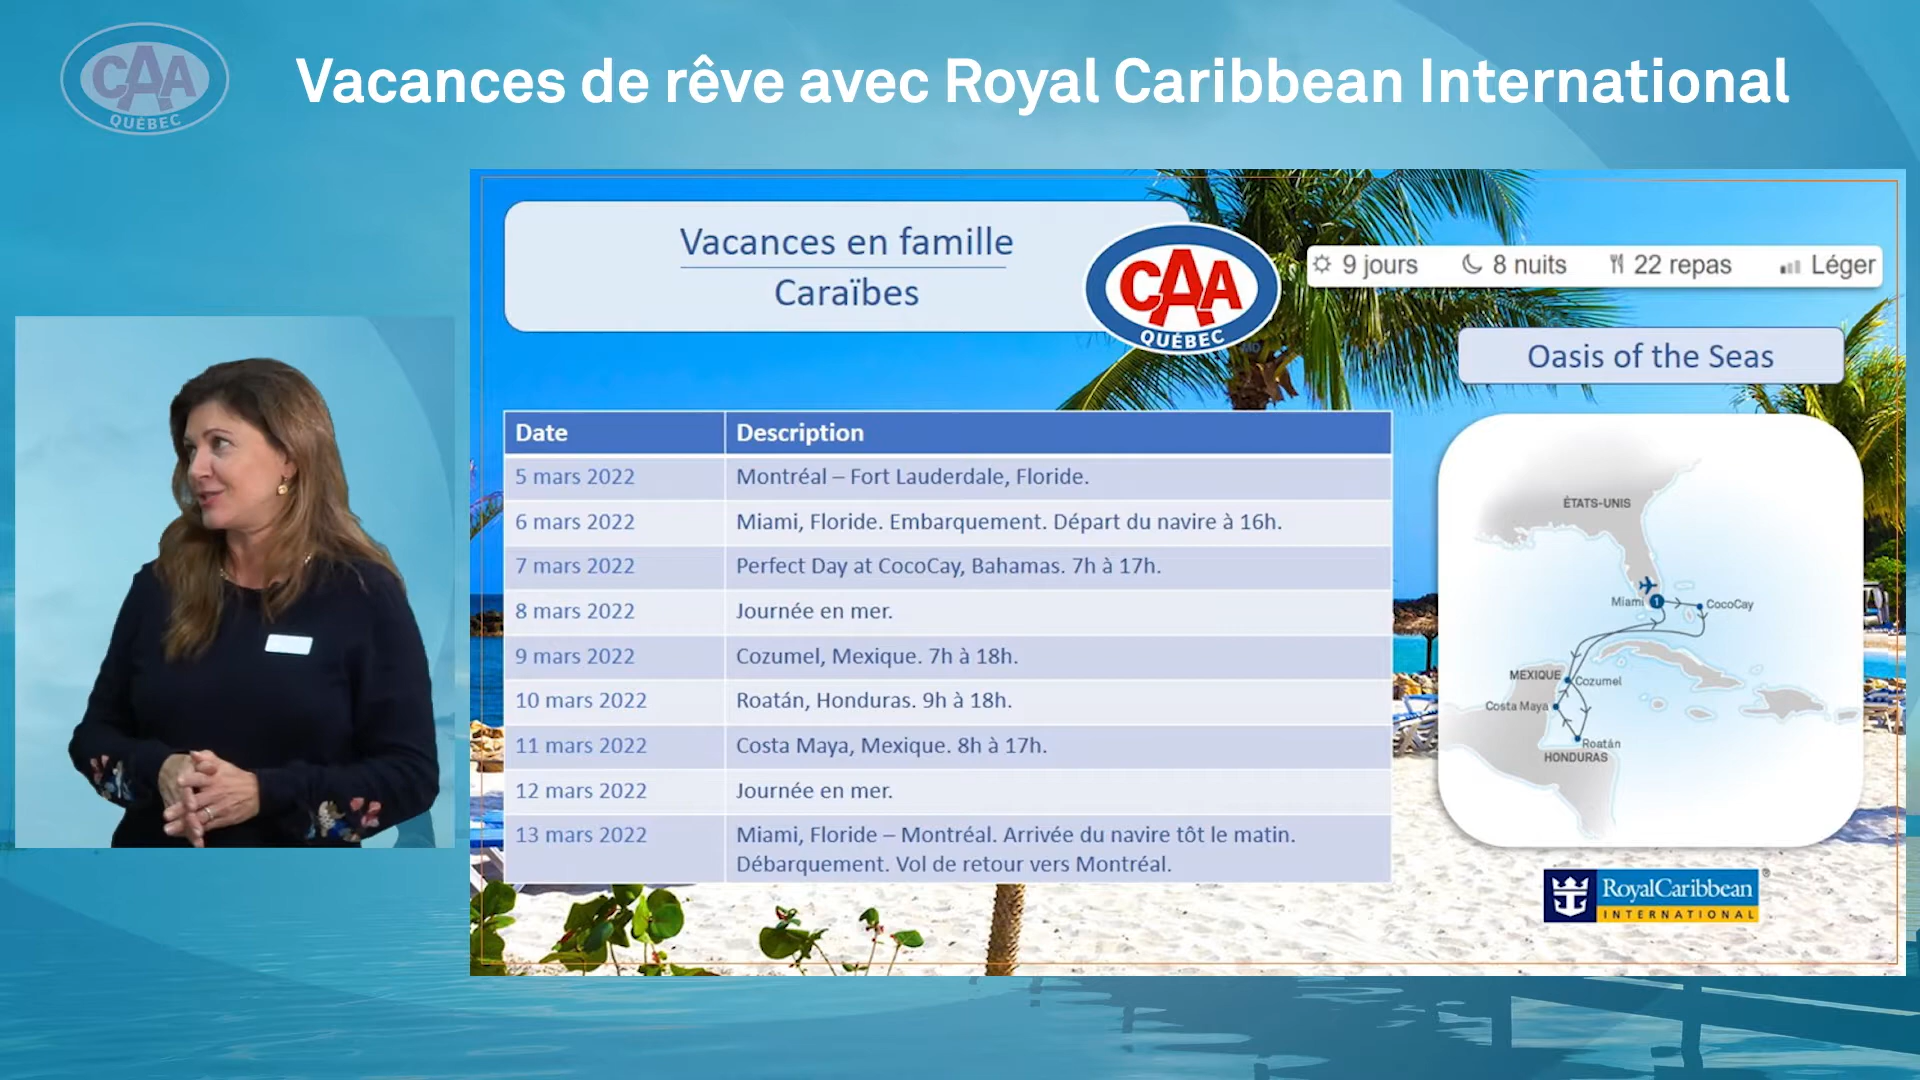 CAA
QUÉBEC
Vacances de rêve avec Royal Caribbean International
Vacances en famille
Caraïbes
CAA
QUÉBEC
MD
9 jours 8 nuits 22 repas Léger
Oasis of the Seas
Date Description
5 mars 2022 Montréal – Fort Lauderdale, Floride.
6 mars 2022 Miami, Floride. Embarquement. Départ du navire à 16h.
7 mars 2022 Perfect Day at CocoCay, Bahamas. 7h à 17h.
8 mars 2022 Journée en mer.
9 mars 2022 Cozumel, Mexique. 7h à 18h.
10 mars 2022 Roatán, Honduras. 9h à 18h.
11 mars 2022 Costa Maya, Mexique. 8h à 17h.
12 mars 2022 Journée en mer.
13 mars 2022 Miami, Floride – Montréal. Arrivée du navire tôt le matin.
Débarquement. Vol de retour vers Montréal.
ÉTATS-UNIS
Miami 1 CocoCay
MEXIQUE Cozumel
Costa Maya
Roatán
HONDURAS
RoyalCaribbean ®
INTERNATIONAL